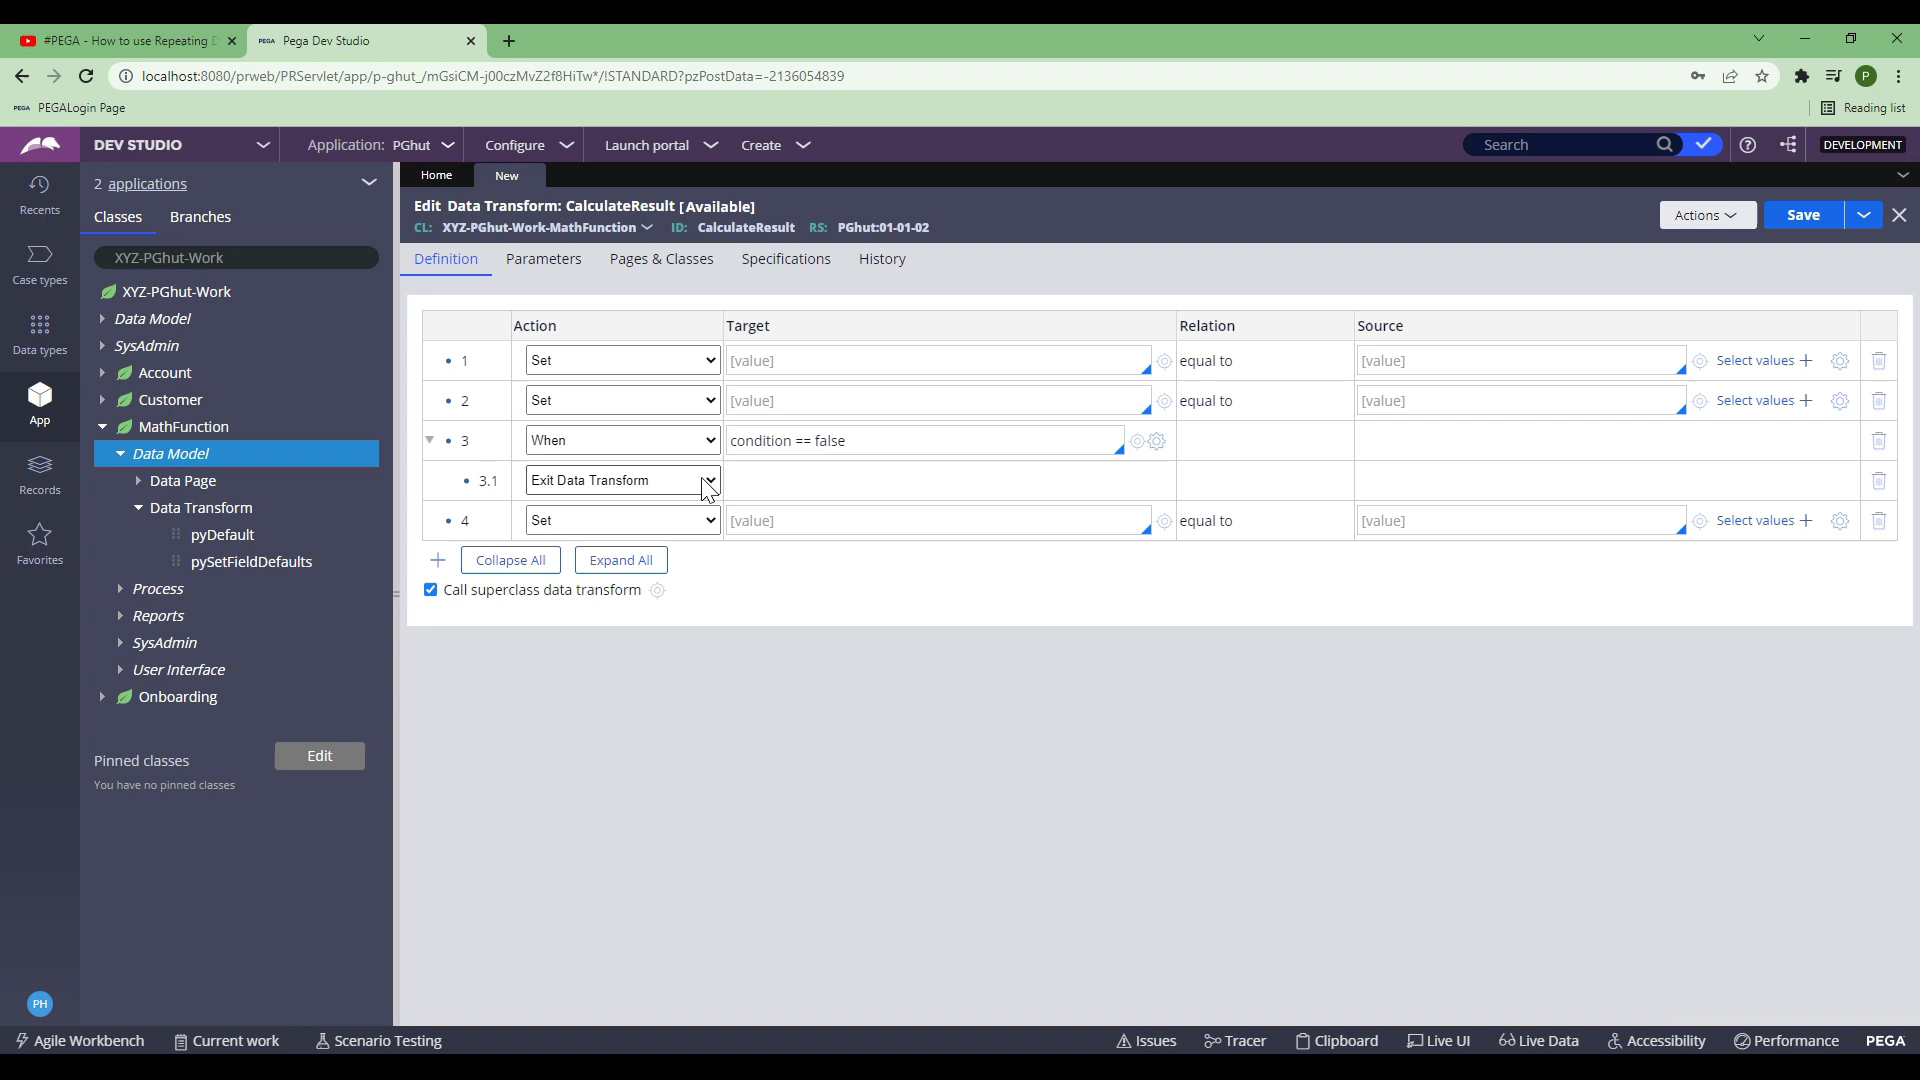 #PEGA - How to use Repeating D
PEGA Pega Dev Studio
localhost:8080/prweb/PRServlet/app/p-ghut_/mGsiCM-j00czMvZ2f8HiTw*/!STANDARD?pzPostData=-2136054839
P
PEGA PEGALogin Page
Reading list
DEV STUDIO
Application: PGhut
Configure
Launch portal
Create
Search
DEVELOPMENT
Recents
Case types
Data types
App
Records
Favorites
PH
2 applications
Classes Branches
XYZ-PGhut-Work
XYZ-PGhut-Work
Data Model
SysAdmin
Account
Customer
MathFunction
Data Model
Data Page
Data Transform
pyDefault
pySetFieldDefaults
Process
Reports
SysAdmin
User Interface
Onboarding
Pinned classes Edit
You have no pinned classes
Home New
Edit Data Transform: CalculateResult [Available]
CL: XYZ-PGhut-Work-MathFunction ID: CalculateResult RS: PGhut:01-01-02
Actions Save
Definition Parameters Pages & Classes Specifications History
Action Target Relation Source
1 Set [value] equal to [value] Select values
2 Set [value] equal to [value] Select values
3 When condition == false
3.1 Exit Data Transform
4 Set [value] equal to [value] Select values
Collapse All Expand All
Call superclass data transform
Agile Workbench Current work Scenario Testing Issues Tracer Clipboard Live UI Live Data Accessibility Performance PEGA